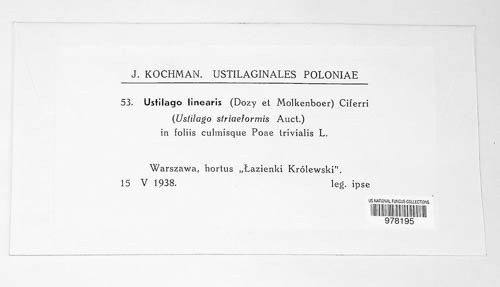 J. KOCHMAN. USTILAGINALES POLONIAE
53. Ustilago linearis (Dozy et Molkenboer) Ciferri
(Ustilago striaeformis Auct.)
in foliis culmisque Poae trivialis L.
Warszawa, hortus „Łazienki Królewski".
15 V 1938. leg. ipse
US NATIONAL FUNGUS COLLECTIONS
978195